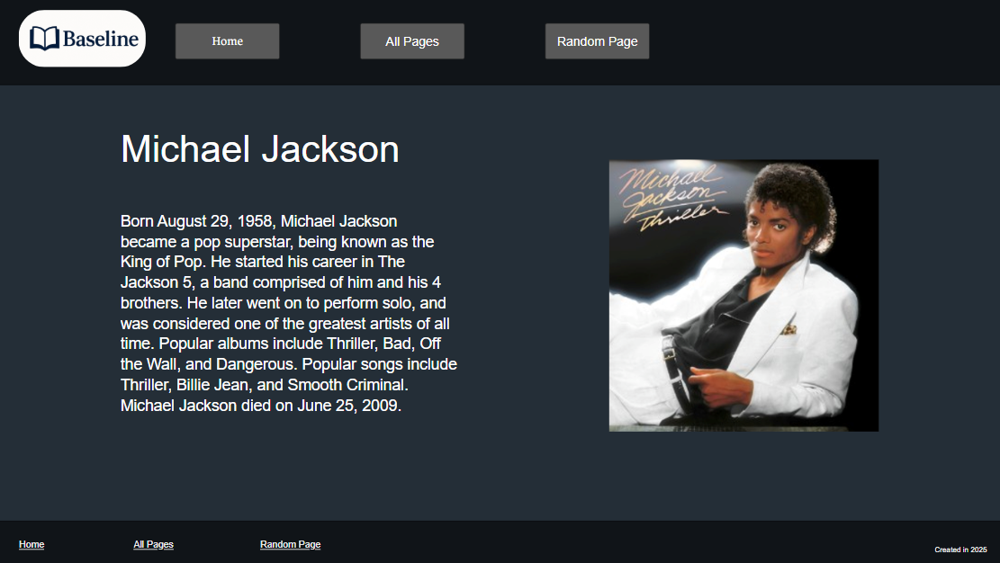 Baseline
Home
All Pages
Random Page
Michael Jackson
Michael
Jackson
Thriller
Born August 29, 1958, Michael Jackson
became a pop superstar, being known as the
King of Pop. He started his career in The
Jackson 5, a band comprised of him and his 4
brothers. He later went on to perform solo, and
was considered one of the greatest artists of all
time. Popular albums include Thriller, Bad, Off
the Wall, and Dangerous. Popular songs include
Thriller, Billie Jean, and Smooth Criminal.
Michael Jackson died on June 25, 2009.
Home
All Pages
Random Page
Created in 2025